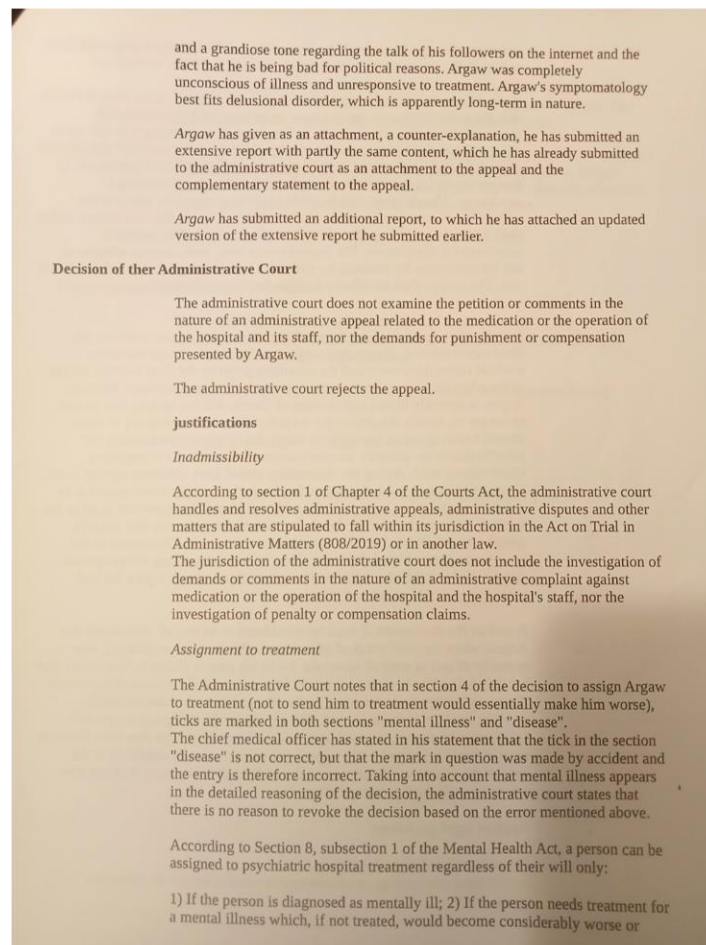 and a grandiose tone regarding the talk of his followers on the internet and the
fact that he is being bad for political reasons. Argaw was completely
unconscious of illness and unresponsive to treatment. Argaw's symptomatology
best fits delusional disorder, which is apparently long-term in nature.
Argaw has given as an attachment, a counter-explanation, he has submitted an
extensive report with partly the same content, which he has already submitted
to the administrative court as an attachment to the appeal and the
complementary statement to the appeal.
Argaw has submitted an additional report, to which he has attached an updated
version of the extensive report he submitted earlier.
Decision of ther Administrative Court
The administrative court does not examine the petition or comments in the
nature of an administrative appeal related to the medication or the operation of
the hospital and its staff, nor the demands for punishment or compensation
presented by Argaw.
The administrative court rejects the appeal.
justifications
Inadmissibility
According to section 1 of Chapter 4 of the Courts Act, the administrative court
handles and resolves administrative appeals, administrative disputes and other
matters that are stipulated to fall within its jurisdiction in the Act on Trial in
Administrative Matters (808/2019) or in another law.
The jurisdiction of the administrative court does not include the investigation of
demands or comments in the nature of an administrative complaint against
medication or the operation of the hospital and the hospital's staff, nor the
investigation of penalty or compensation claims.
Assignment to treatment
The Administrative Court notes that in section 4 of the decision to assign Argaw
to treatment (not to send him to treatment would essentially make him worse),
ticks are marked in both sections "mental illness" and "disease".
The chief medical officer has stated in his statement that the tick in the section
"disease" is not correct, but that the mark in question was made by accident and
the entry is therefore incorrect. Taking into account that mental illness appears
in the detailed reasoning of the decision, the administrative court states that
there is no reason to revoke the decision based on the error mentioned above.
According to Section 8, subsection 1 of the Mental Health Act, a person can be
assigned to psychiatric hospital treatment regardless of their will only:
1) If the person is diagnosed as mentally ill; 2) If the person needs treatment for
a mental illness which, if not treated, would become considerably worse or